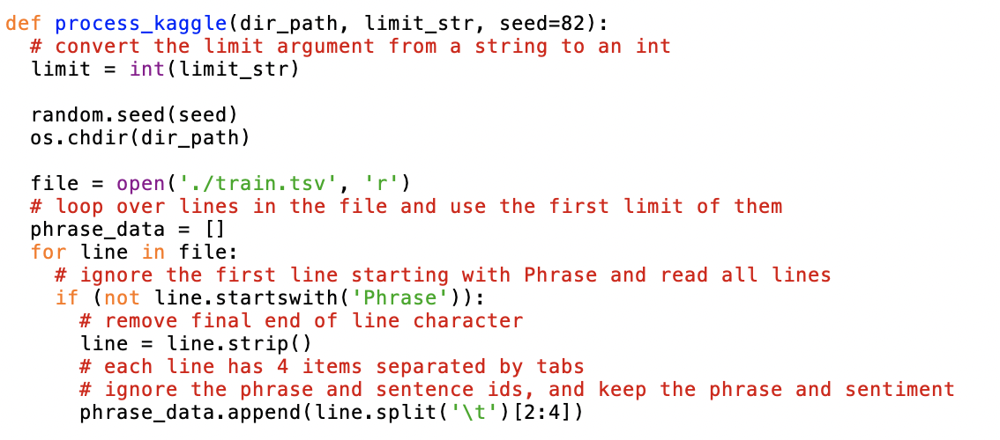 def process_kaggle(dir_path, limit_str, seed=82):
  # convert the limit argument from a string to an int
  limit = int(limit_str)

  random.seed(seed)
  os.chdir(dir_path)

  file = open('./train.tsv', 'r')
  # loop over lines in the file and use the first limit of them
  phrase_data = []
  for line in file:
    # ignore the first line starting with Phrase and read all lines
    if (not line.startswith('Phrase')):
      # remove final end of line character
      line = line.strip()
      # each line has 4 items separated by tabs
      # ignore the phrase and sentence ids, and keep the phrase and sentiment
      phrase_data.append(line.split('\t')[2:4])